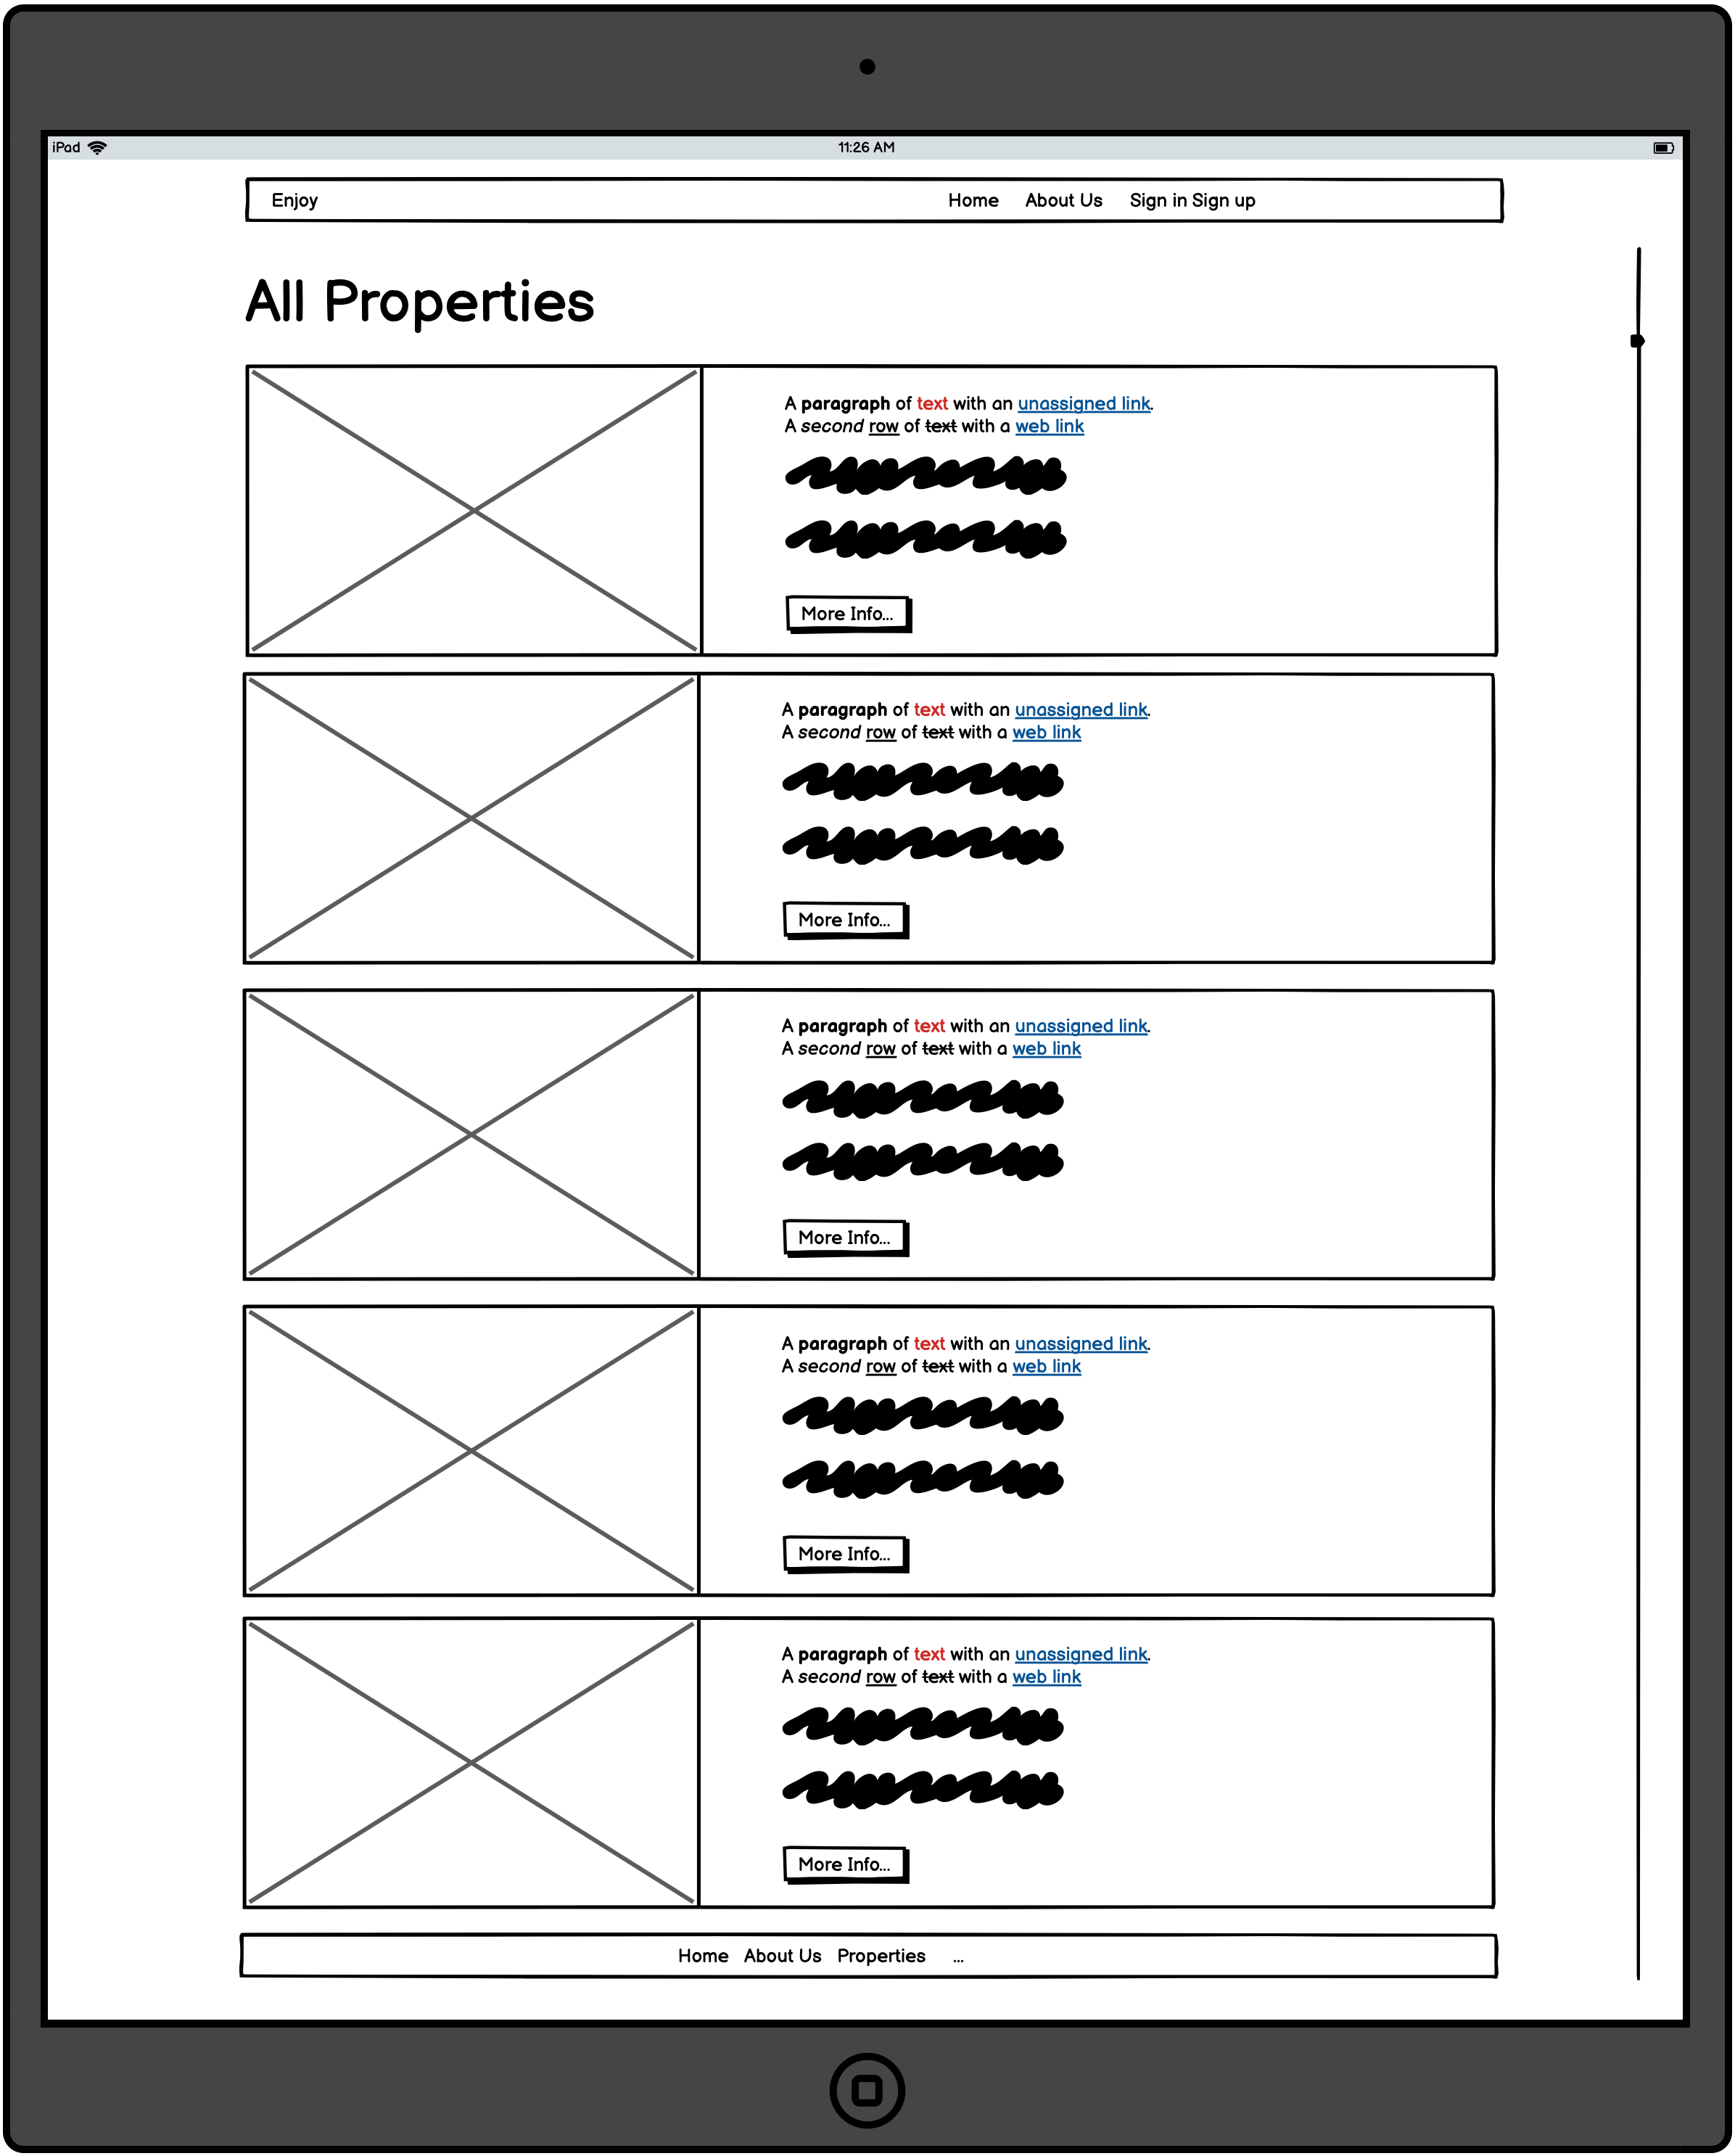 iPad 11:26 AM
Enjoy Home About Us Sign in Sign up
All Properties
A paragraph of text with an unassigned link.
A second row of text with a web link
More Info...
A paragraph of text with an unassigned link.
A second row of text with a web link
More Info...
A paragraph of text with an unassigned link.
A second row of text with a web link
More Info...
A paragraph of text with an unassigned link.
A second row of text with a web link
More Info...
A paragraph of text with an unassigned link.
A second row of text with a web link
More Info...
Home About Us Properties ...